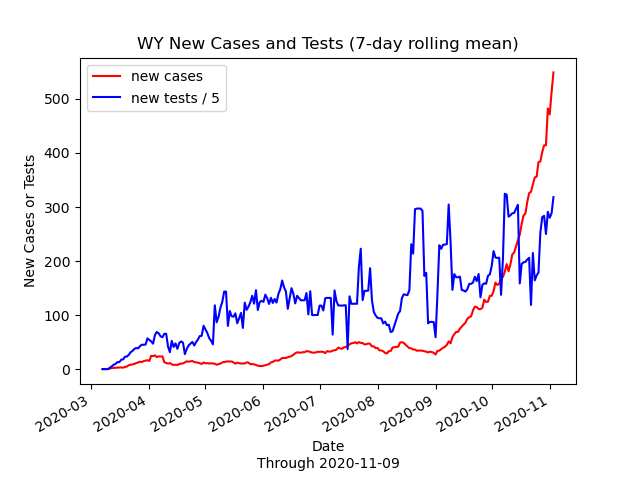 WY New Cases and Tests (7-day rolling mean)
new cases
new tests / 5
New Cases or Tests
500
400
300
200
100
0
2020-03
2020-04
2020-05
2020-06
2020-07
2020-08
2020-09
2020-10
2020-11
Date
Through 2020-11-09